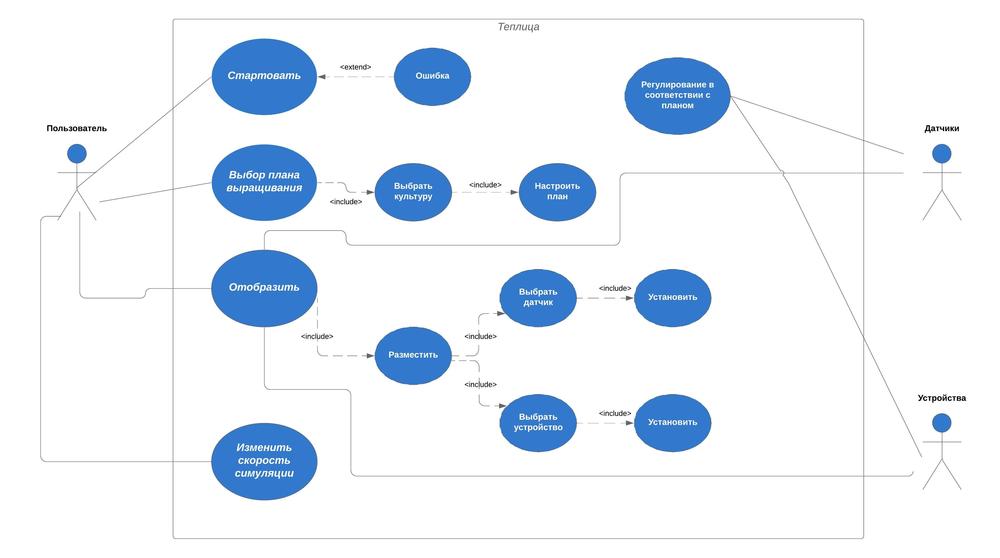 Теплица
Стартовать
<extend>
Ошибка
Регулирование в
соответствии с
планом
Пользователь
Датчики
Выбор плана
выращивания
<include>
Выбрать
культуру
<include>
Настроить
план
Отобразить
<include>
Разместить
<include>
Выбрать
датчик
<include>
Установить
<include>
Выбрать
устройство
<include>
Установить
Устройства
Изменить
скорость
симуляции